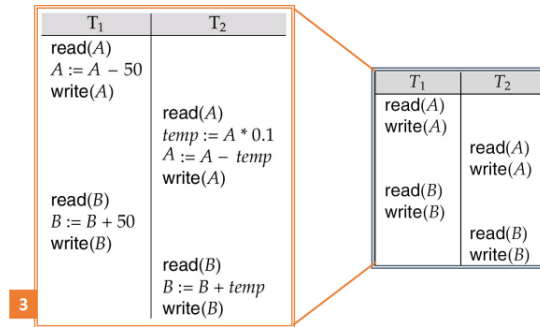 T₁ T₂
read(A)
A := A − 50
write(A)
read(A)
temp := A * 0.1
A := A − temp
write(A)
read(B)
B := B + 50
write(B)
read(B)
B := B + temp
write(B)
3
T₁ T₂
read(A)
write(A)
read(A)
write(A)
read(B)
write(B)
read(B)
write(B)